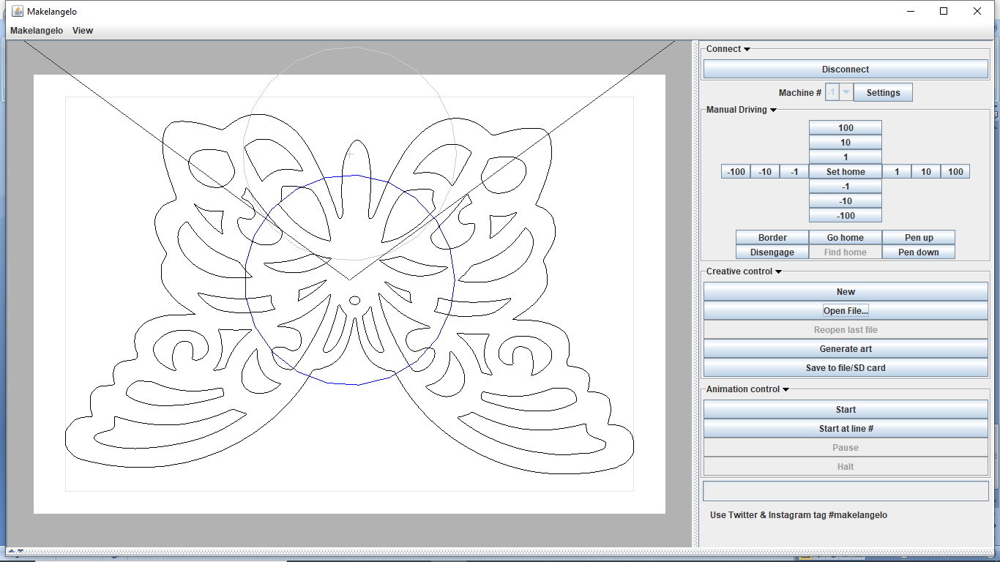 Makelangelo
Makelangelo View
Connect
Disconnect
Machine # -1 Settings
Manual Driving
100
10
1
-100 -10 -1 Set home 1 10 100
-1
-10
-100
Border Go home Pen up
Disengage Find home Pen down
Creative control
New
Open File...
Reopen last file
Generate art
Save to file/SD card
Animation control
Start
Start at line #
Pause
Halt
Use Twitter & Instagram tag #makelangelo